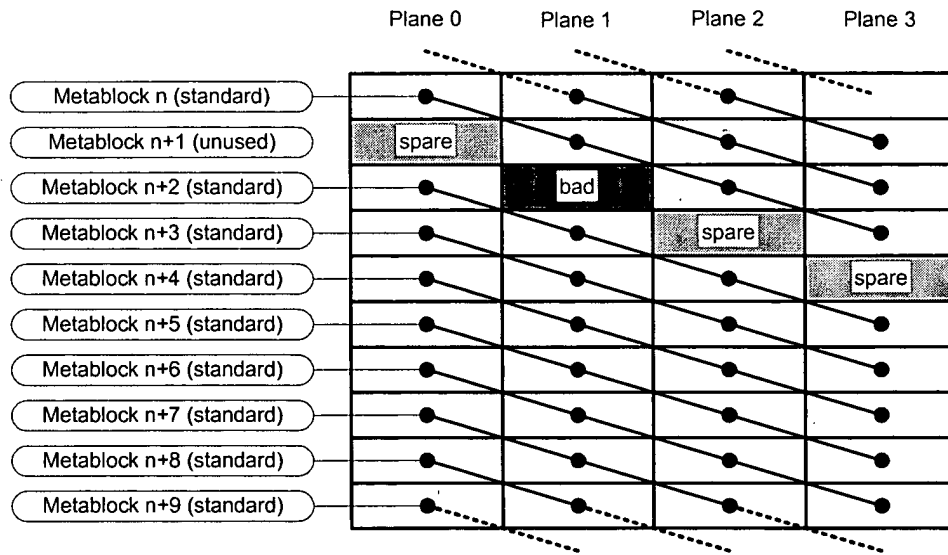 Plane 0 Plane 1 Plane 2 Plane 3
Metablock n (standard)
Metablock n+1 (unused) spare
Metablock n+2 (standard) bad
Metablock n+3 (standard) spare
Metablock n+4 (standard) spare
Metablock n+5 (standard)
Metablock n+6 (standard)
Metablock n+7 (standard)
Metablock n+8 (standard)
Metablock n+9 (standard)